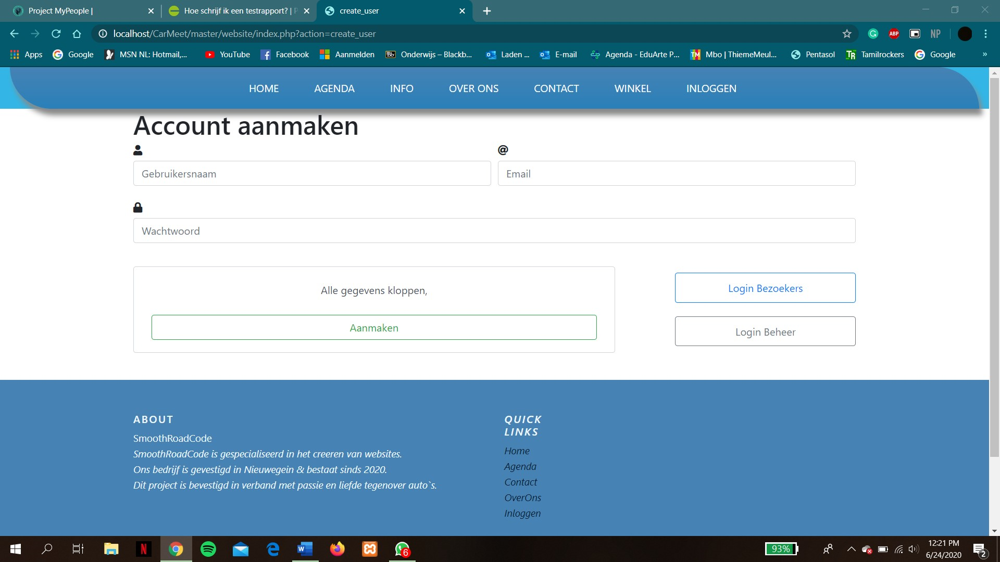 Project MyPeople |
Hoe schrijf ik een testrapport? | P
create_user
localhost/CarMeet/master/website/index.php?action=create_user
ABP
NP
Apps
Google
MSN NL: Hotmail,...
YouTube
Facebook
Aanmelden
Bb
Onderwijs – Blackb...
Laden ...
E-mail
Agenda - EduArte P...
TM
Mbo | ThiemeMeul...
Pentasol
TR
Tamilrockers
Google
»
HOME
AGENDA
INFO
OVER ONS
CONTACT
WINKEL
INLOGGEN
Account aanmaken
@
Gebruikersnaam
Email
Wachtwoord
Alle gegevens kloppen,
Aanmaken
Login Bezoekers
Login Beheer
ABOUT
SmoothRoadCode
SmoothRoadCode is gespecialiseerd in het creeren van websites.
Ons bedrijf is gevestigd in Nieuwegein & bestaat sinds 2020.
Dit project is bevestigd in verband met passie en liefde tegenover auto`s.
QUICK
LINKS
Home
Agenda
Contact
OverOns
Inloggen
N
W
6
93%
12:21 PM
6/24/2020
2